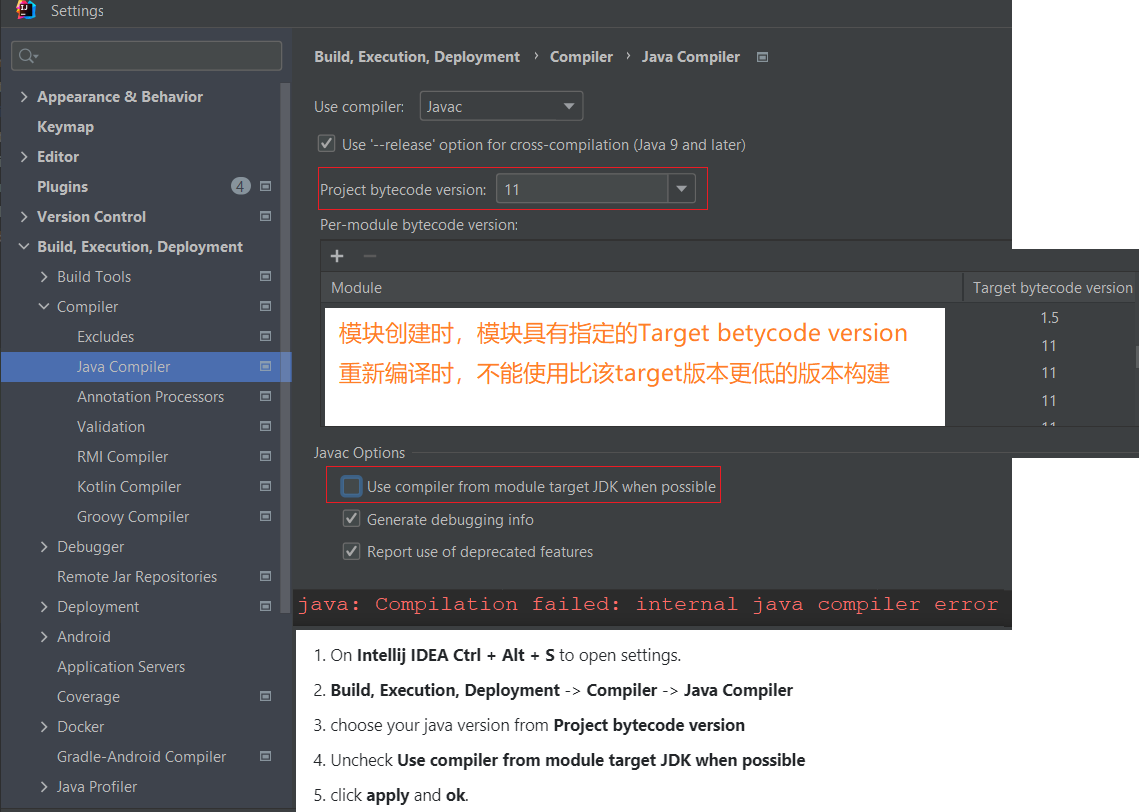 Settings
Appearance & Behavior
Keymap
Editor
Plugins 4
Version Control
Build, Execution, Deployment
Build Tools
Compiler
Excludes
Java Compiler
Annotation Processors
Validation
RMI Compiler
Kotlin Compiler
Groovy Compiler
Debugger
Remote Jar Repositories
Deployment
Android
Application Servers
Coverage
Docker
Gradle-Android Compiler
Java Profiler
Build, Execution, Deployment › Compiler › Java Compiler
Use compiler: Javac
Use '--release' option for cross-compilation (Java 9 and later)
Project bytecode version: 11
Per-module bytecode version:
Module Target bytecode version
模块创建时，模块具有指定的Target betycode version
重新编译时，不能使用比该target版本更低的版本构建
1.5
11
11
11
11
Javac Options
Use compiler from module target JDK when possible
Generate debugging info
Report use of deprecated features
java: Compilation failed: internal java compiler error
1. On Intellij IDEA Ctrl + Alt + S to open settings.
2. Build, Execution, Deployment -> Compiler -> Java Compiler
3. choose your java version from Project bytecode version
4. Uncheck Use compiler from module target JDK when possible
5. click apply and ok.